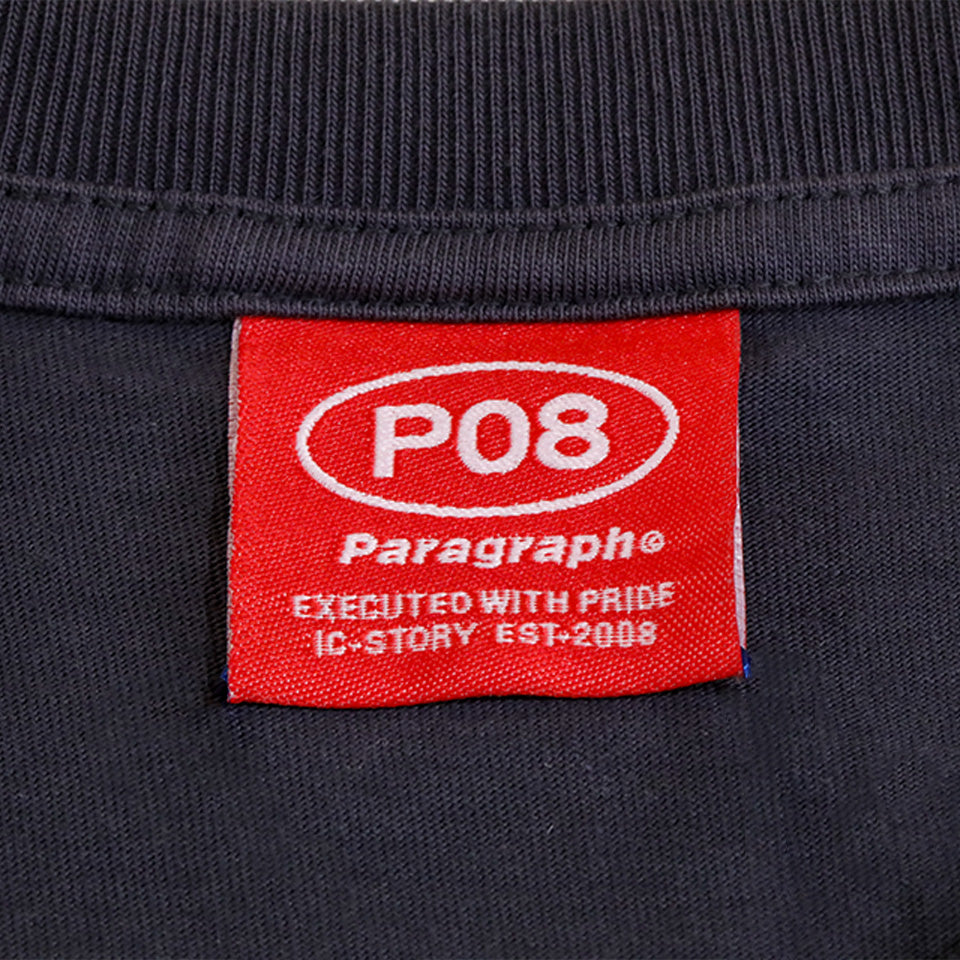 P08
Paragraph©
EXECUTED WITH PRIDE
IC-STORY EST-2008